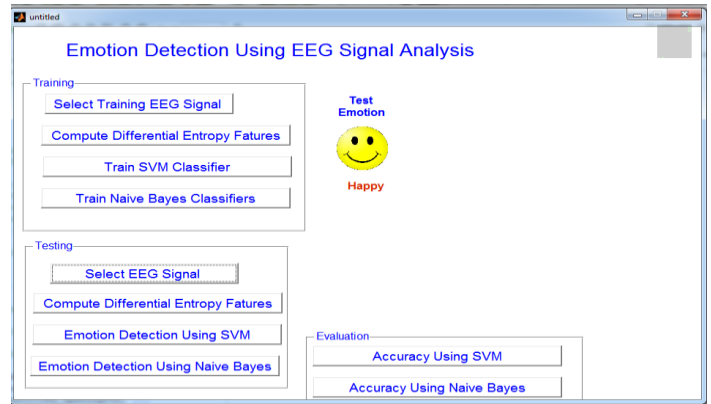 untitled
Emotion Detection Using EEG Signal Analysis
Training
Select Training EEG Signal
Compute Differential Entropy Fatures
Train SVM Classifier
Train Naive Bayes Classifiers
Test
Emotion
Happy
Testing
Select EEG Signal
Compute Differential Entropy Fatures
Emotion Detection Using SVM
Emotion Detection Using Naive Bayes
Evaluation
Accuracy Using SVM
Accuracy Using Naive Bayes